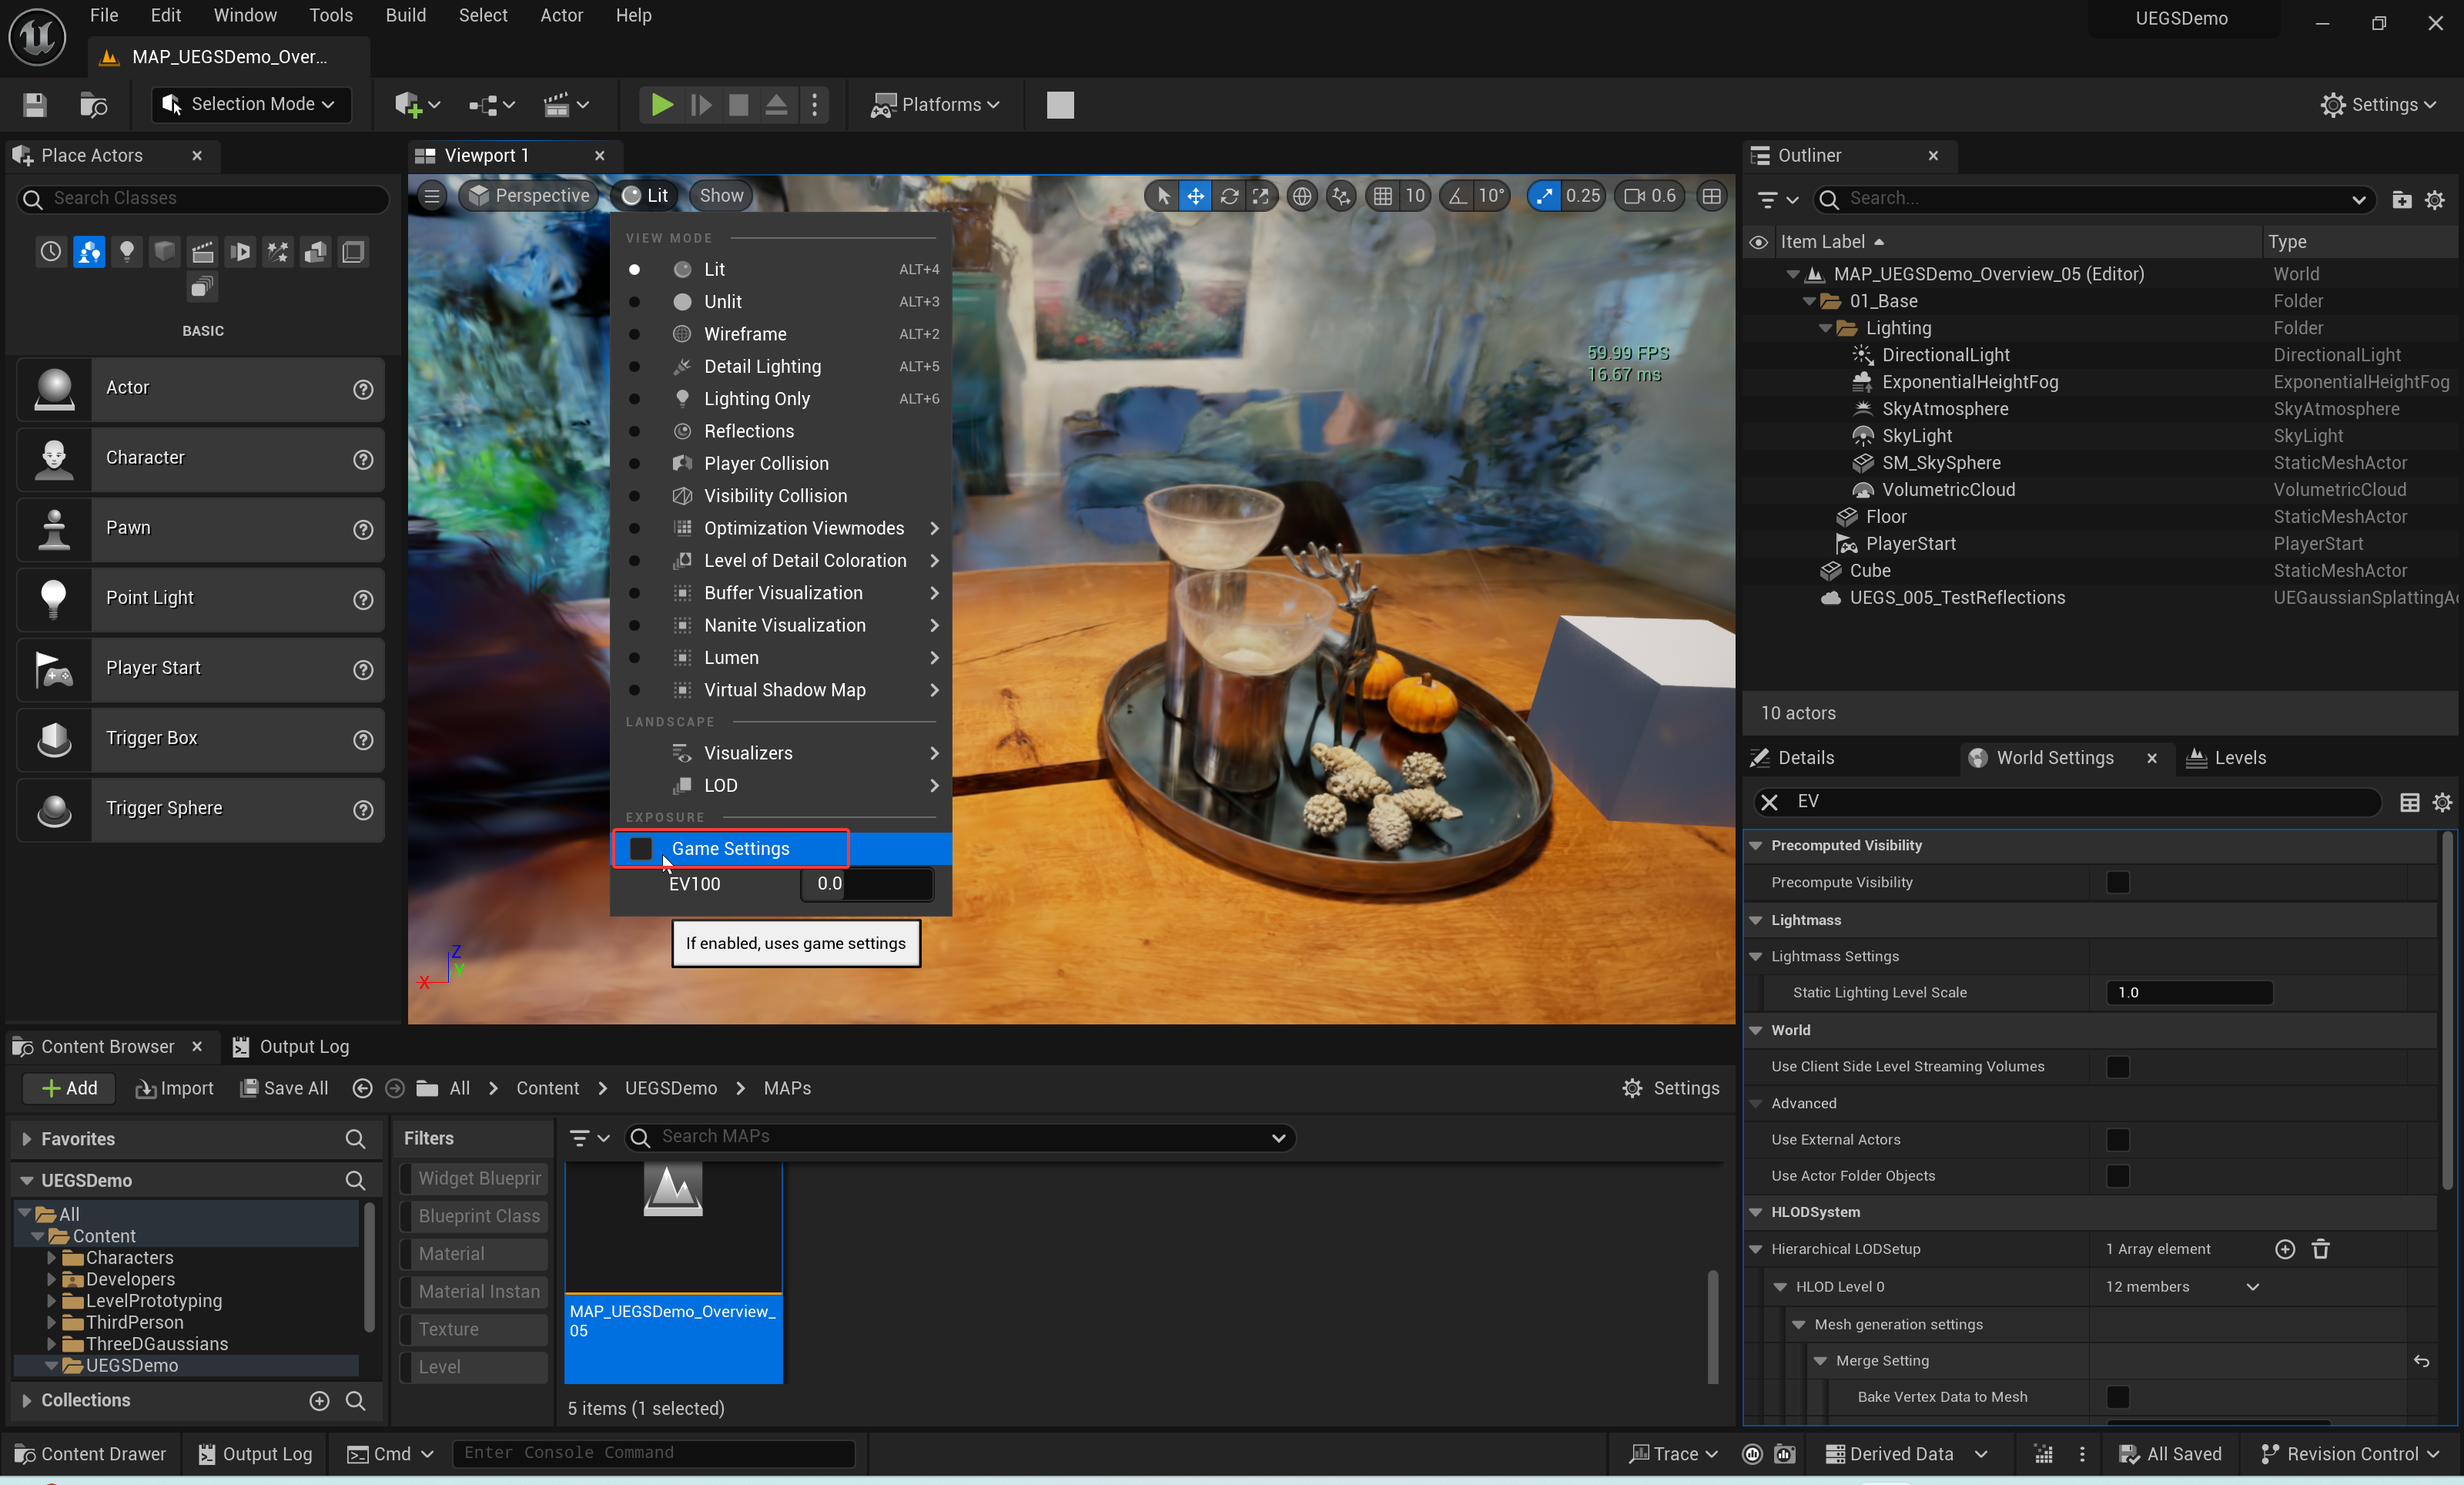 File Edit Window Tools Build Select Actor Help
UEGSDemo
MAP_UEGSDemo_Over...
Selection Mode
Platforms
Settings
Place Actors
Search Classes
BASIC
Actor
Character
Pawn
Point Light
Player Start
Trigger Box
Trigger Sphere
Viewport 1
Perspective Lit Show
10 10° 0.25 0.6
59.99 FPS
16.67 ms
VIEW MODE
Lit ALT+4
Unlit ALT+3
Wireframe ALT+2
Detail Lighting ALT+5
Lighting Only ALT+6
Reflections
Player Collision
Visibility Collision
Optimization Viewmodes
Level of Detail Coloration
Buffer Visualization
Nanite Visualization
Lumen
Virtual Shadow Map
LANDSCAPE
Visualizers
LOD
EXPOSURE
Game Settings
EV100 0.0
If enabled, uses game settings
Z
Y
X
Outliner
Search...
Item Label Type
MAP_UEGSDemo_Overview_05 (Editor) World
01_Base Folder
Lighting Folder
DirectionalLight DirectionalLight
ExponentialHeightFog ExponentialHeightFog
SkyAtmosphere SkyAtmosphere
SkyLight SkyLight
SM_SkySphere StaticMeshActor
VolumetricCloud VolumetricCloud
Floor StaticMeshActor
PlayerStart PlayerStart
Cube StaticMeshActor
UEGS_005_TestReflections UEGaussianSplattingA
10 actors
Details World Settings Levels
EV
Precomputed Visibility
Precompute Visibility
Lightmass
Lightmass Settings
Static Lighting Level Scale 1.0
World
Use Client Side Level Streaming Volumes
Advanced
Use External Actors
Use Actor Folder Objects
HLODSystem
Hierarchical LODSetup 1 Array element
HLOD Level 0 12 members
Mesh generation settings
Merge Setting
Bake Vertex Data to Mesh
Content Browser Output Log
Add Import Save All All Content UEGSDemo MAPs Settings
Favorites
UEGSDemo
All
Content
Characters
Developers
LevelPrototyping
ThirdPerson
ThreeDGaussians
UEGSDemo
Collections
Filters
Widget Blueprir
Blueprint Class
Material
Material Instan
Texture
Level
Search MAPs
MAP_UEGSDemo_Overview_
05
5 items (1 selected)
Content Drawer Output Log Cmd Enter Console Command Trace Derived Data All Saved Revision Control